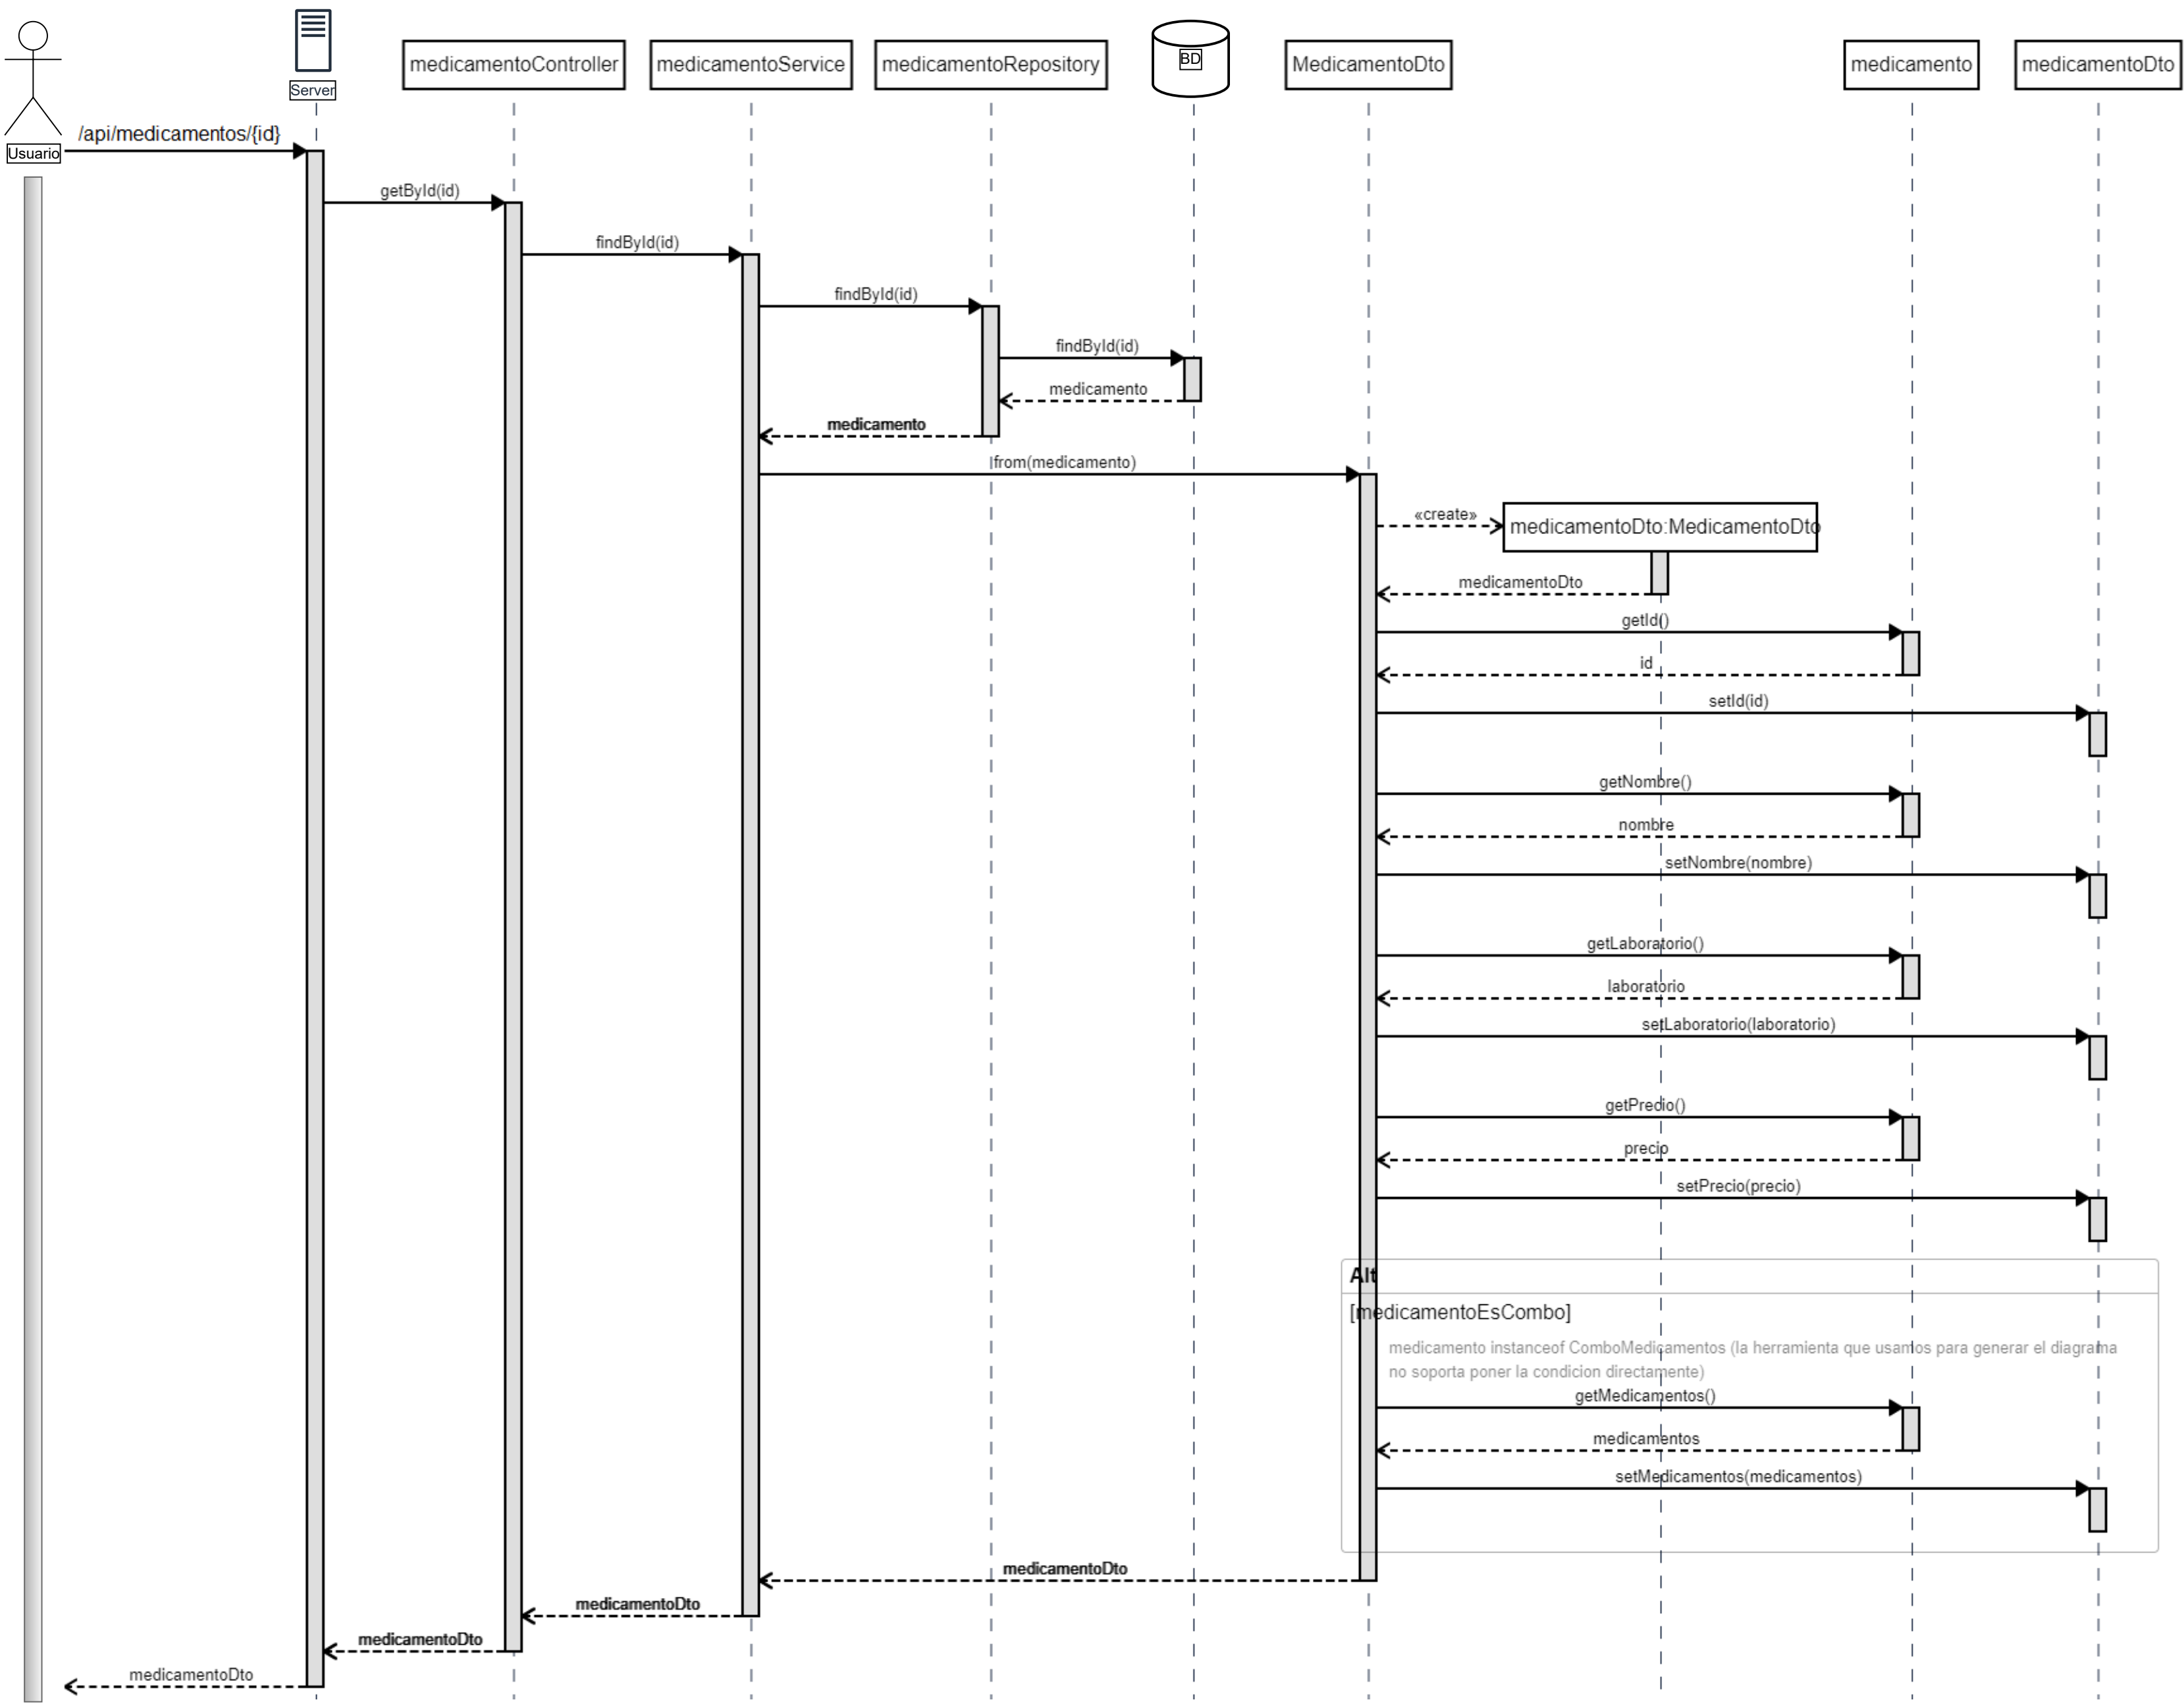 Usuario
Server
medicamentoController
medicamentoService
medicamentoRepository
BD
MedicamentoDto
medicamento
medicamentoDto
/api/medicamentos/{id}
getById(id)
findById(id)
findById(id)
findById(id)
medicamento
medicamento
from(medicamento)
«create»
medicamentoDto:MedicamentoDto
medicamentoDto
getId()
id
setId(id)
getNombre()
nombre
setNombre(nombre)
getLaboratorio()
laboratorio
setLaboratorio(laboratorio)
getPredio()
precio
setPrecio(precio)
Alt
[medicamentoEsCombo]
medicamento instanceof ComboMedicamentos (la herramienta que usamos para generar el diagrama
no soporta poner la condicion directamente)
getMedicamentos()
medicamentos
setMedicamentos(medicamentos)
medicamentoDto
medicamentoDto
medicamentoDto
medicamentoDto